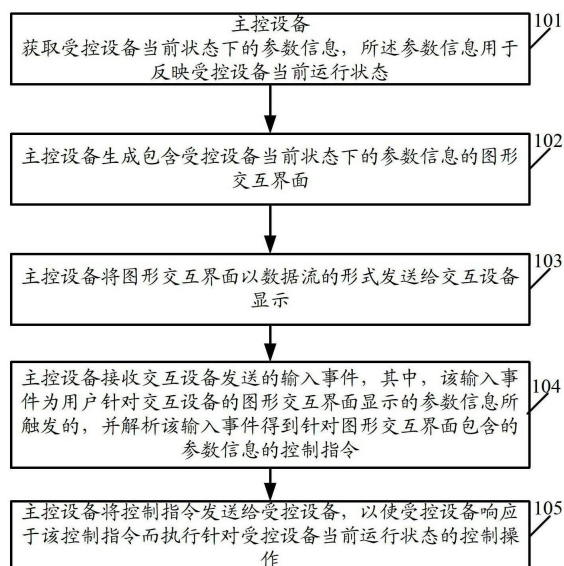 主控设备
获取受控设备当前状态下的参数信息，所述参数信息用于
反映受控设备当前运行状态
101
主控设备生成包含受控设备当前状态下的参数信息的图形
交互界面
102
主控设备将图形交互界面以数据流的形式发送给交互设备
显示
103
主控设备接收交互设备发送的输入事件，其中，该输入事
件为用户针对交互设备的图形交互界面显示的参数信息所
触发的，并解析该输入事件得到针对图形交互界面包含的
参数信息的控制指令
104
主控设备将控制指令发送给受控设备，以使受控设备响应
于该控制指令而执行针对受控设备当前运行状态的控制操
作
105